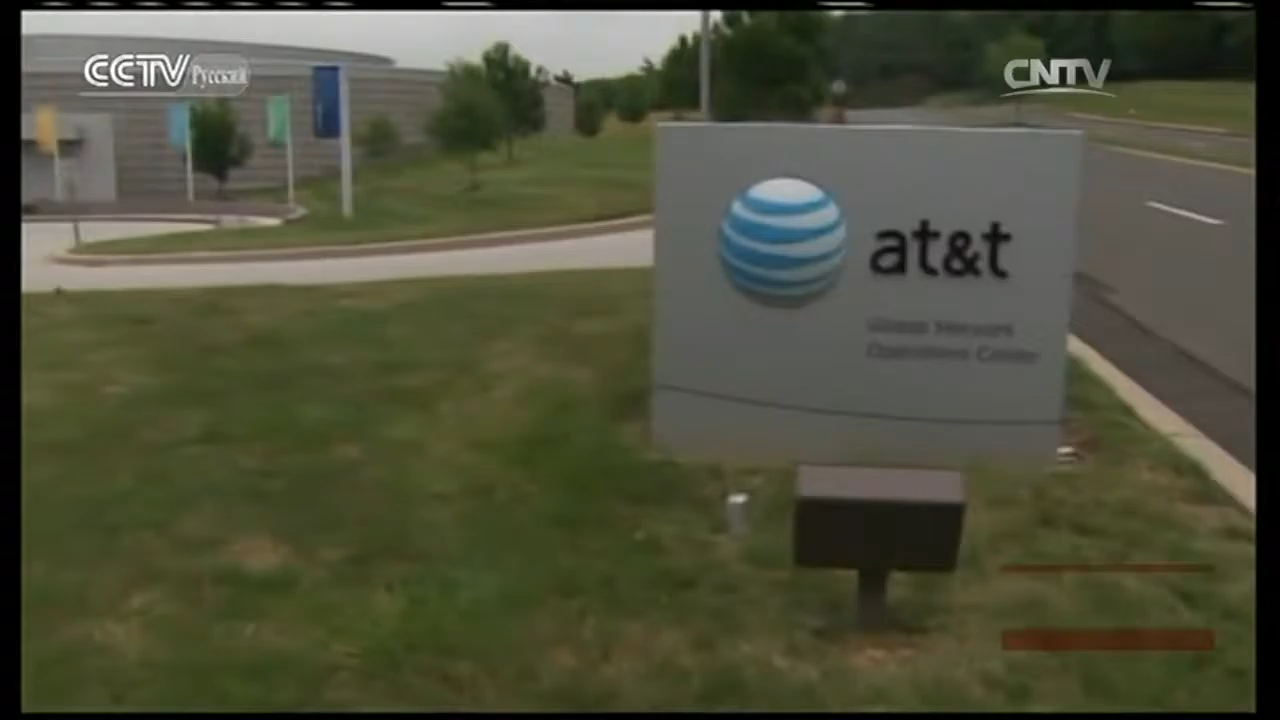 CCTV Русский
CNTV
at&t
Global Network
Operations Center